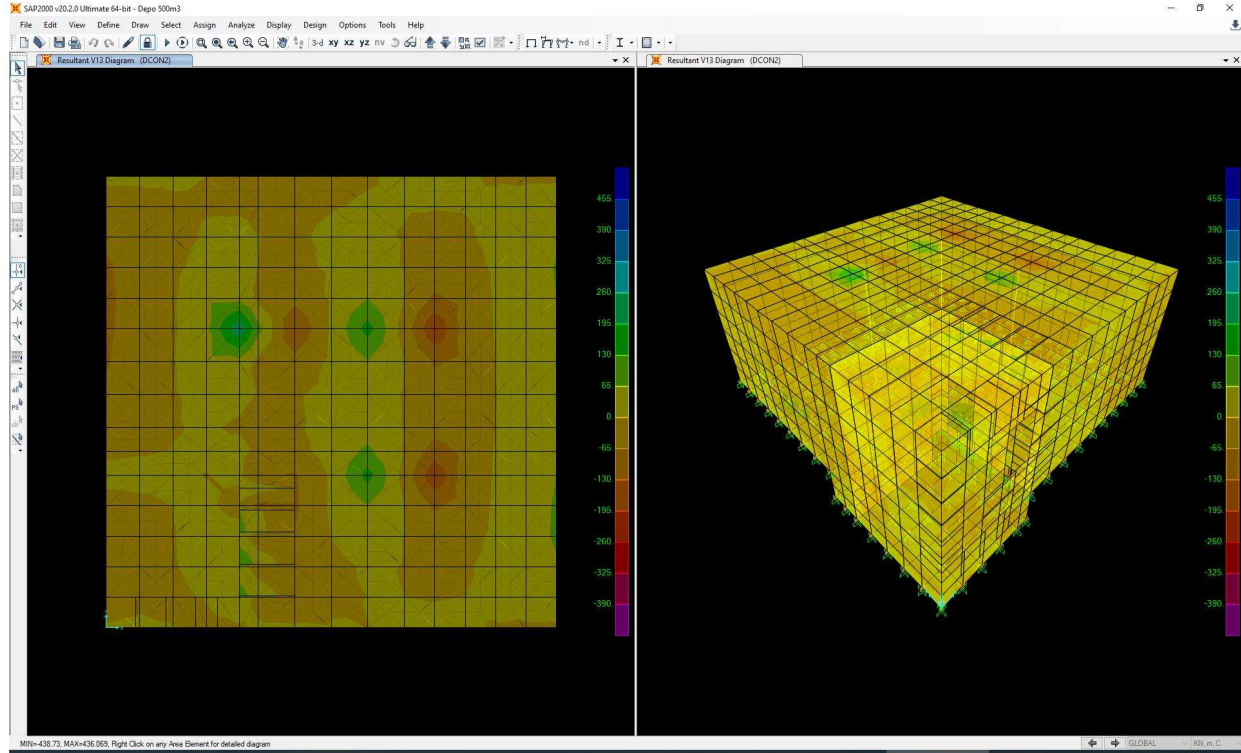 SAP2000 v20.2.0 Ultimate 64-bit - Depo 500m3
File Edit View Define Draw Select Assign Analyze Display Design Options Tools Help
3-d xy xz yz nv nd
Resultant V13 Diagram (DCON2)
Resultant V13 Diagram (DCON2)
455
390
325
260
195
130
65
0
-65
-130
-195
-260
-325
-390
455
390
325
260
195
130
65
0
-65
-130
-195
-260
-325
-390
all
PS
clr
MIN=-438.73, MAX=436.069, Right Click on any Area Element for detailed diagram
GLOBAL
KN, m, C